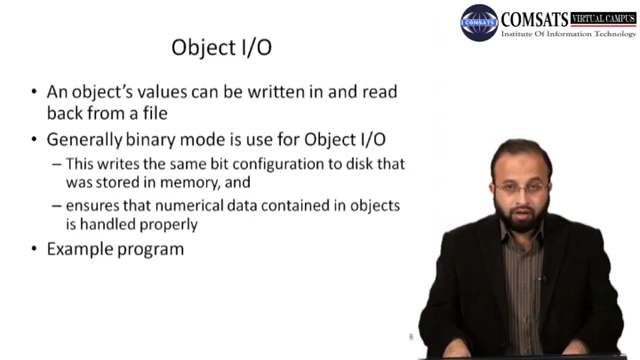 COMSATS VIRTUAL CAMPUS
Institute Of Information Technology
COMSATS
Object I/O
• An object's values can be written in and read
back from a file
• Generally binary mode is use for Object I/O
– This writes the same bit configuration to disk that
was stored in memory, and
– ensures that numerical data contained in objects
is handled properly
• Example program
8